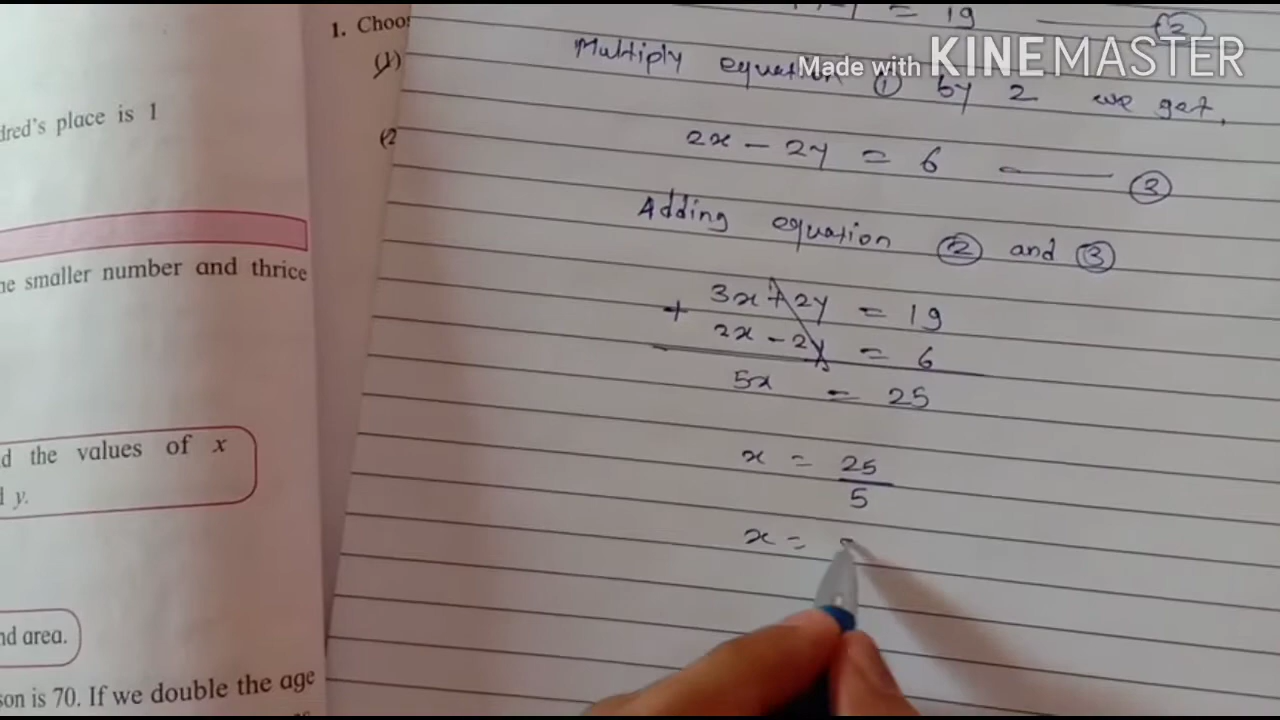 dred's place is 1
e smaller number and thrice
d the values of x
y.
nd area.
son is 70. If we double the age
1. Choo
(1)
(2
= 19 ——— (2)
Made with KINEMASTER
Multiply equation ① by 2 we get,
2x - 2y = 6 ——— ③
Adding equation ② and ③
3x + 2y = 19
+ 2x - 2y = 6
5x = 25
x = 25/5
x =